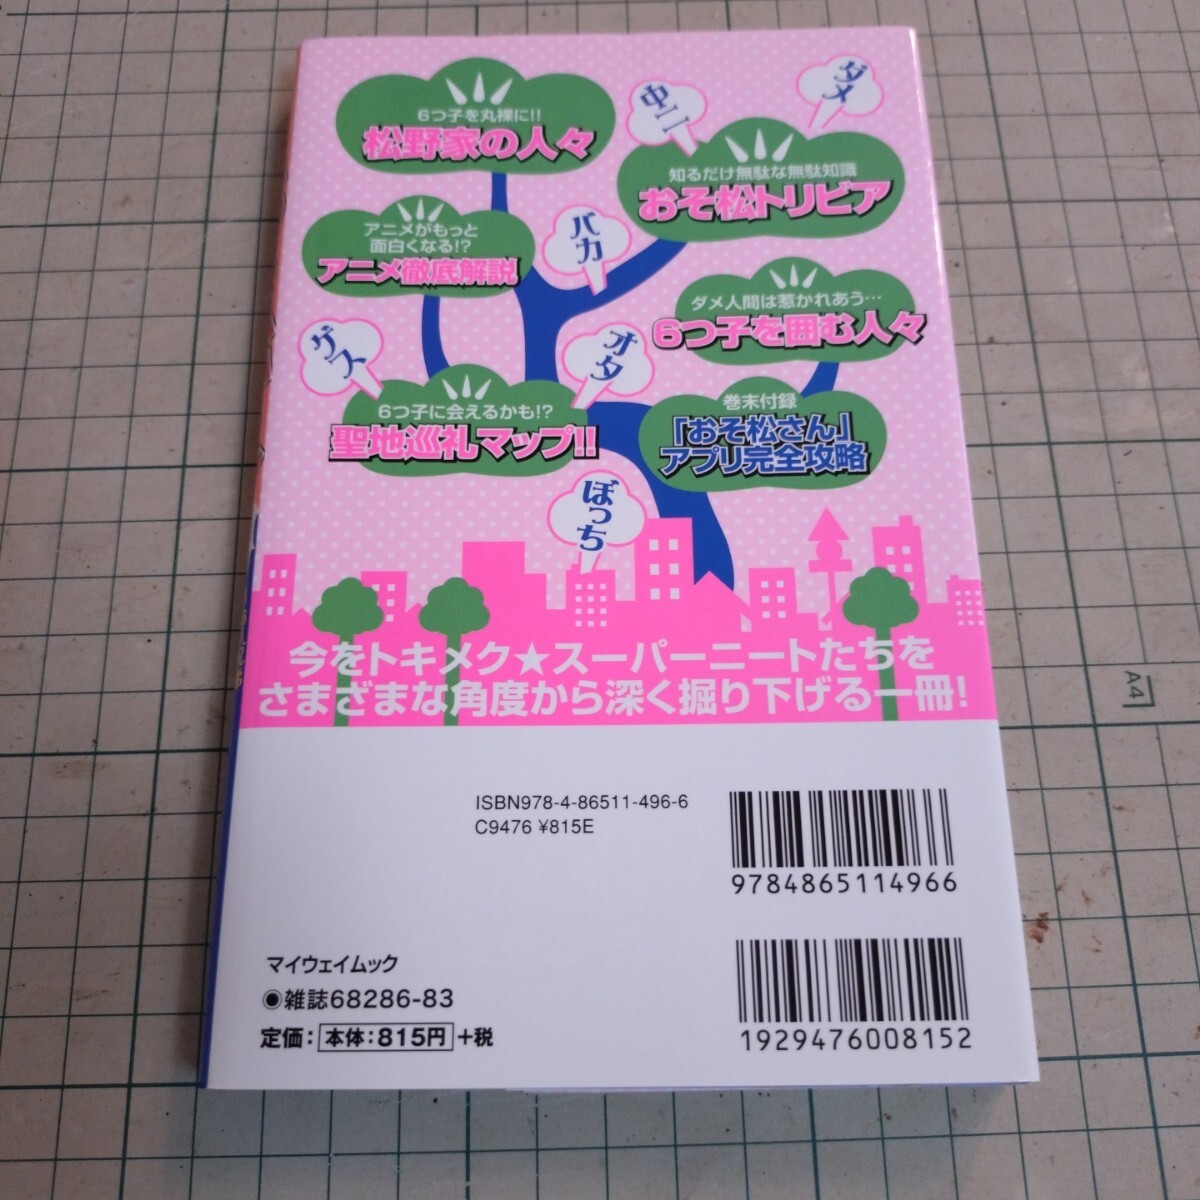 6つ子を丸裸に!!
松野家の人々
中二
ダメ
知るだけ無駄な無駄知識
おそ松トリビア
アニメがもっと
面白くなる!?
アニメ徹底解説
バカ
ダメ人間は惹かれあう…
6つ子を囲む人々
ゲス
オタ
6つ子に会えるかも!?
聖地巡礼マップ!!
巻末付録
「おそ松さん」
アプリ完全攻略
ぼっち
今をトキメク★スーパーニートたちを
さまざまな角度から深く掘り下げる一冊!
ISBN978-4-86511-496-6
C9476 ¥815E
9784865114966
マイウェイムック
◉雑誌68286-83
定価：本体：815円+税
1929476008152
A4